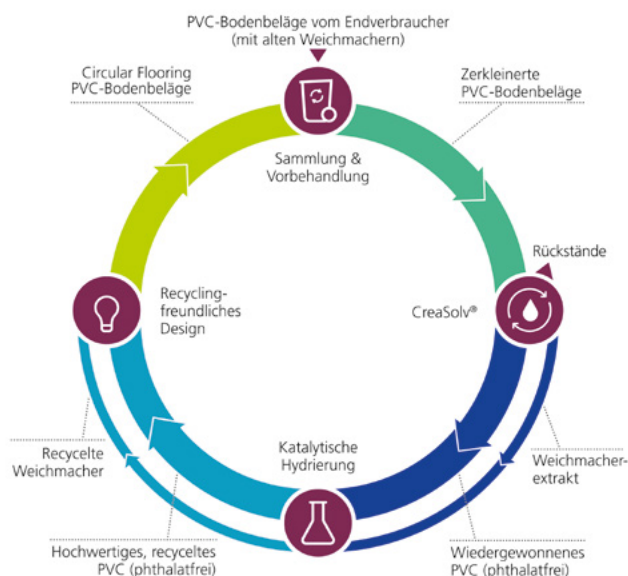 PVC-Bodenbeläge vom Endverbraucher
(mit alten Weichmachern)
Circular Flooring
PVC-Bodenbeläge
Zerkleinerte
PVC-Bodenbeläge
Sammlung &
Vorbehandlung
Rückstände
Recycling-
freundliches
Design
CreaSolv®
Katalytische
Hydrierung
Recycelte
Weichmacher
Weichmacher-
extrakt
Hochwertiges, recyceltes
PVC (phthalatfrei)
Wiedergewonnenes
PVC (phthalatfrei)